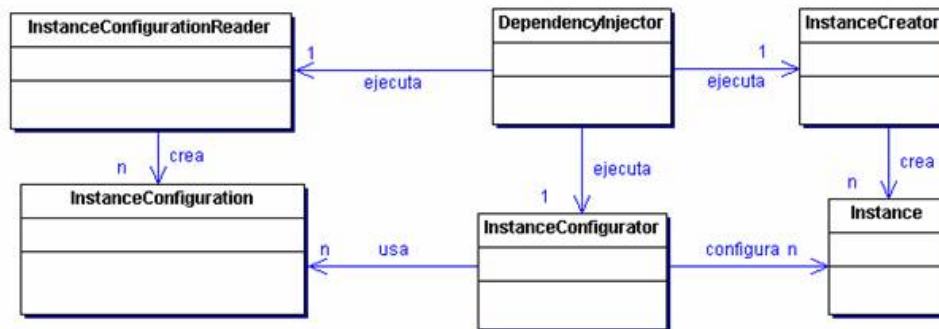 InstanceConfigurationReader
DependencyInjector
InstanceCreator
1
ejecuta
1
ejecuta
n
crea
ejecuta
1
n
crea
InstanceConfiguration
InstanceConfigurator
Instance
n
usa
configura n